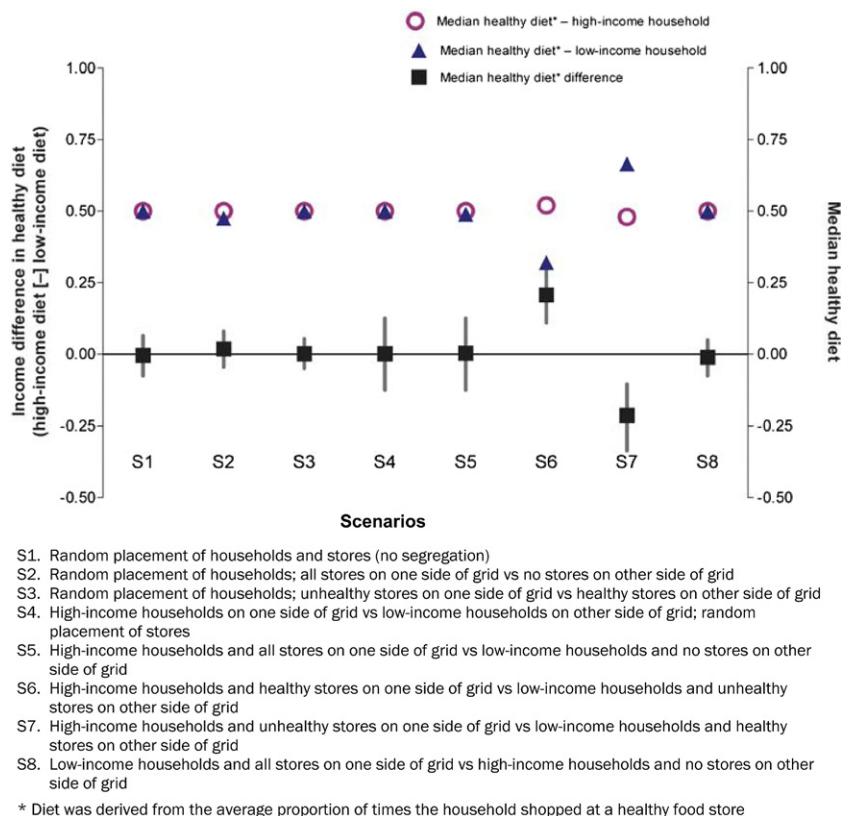 Median healthy diet* – high-income household
Median healthy diet* – low-income household
Median healthy diet* difference
1.00
0.75
0.50
0.25
0.00
-0.25
-0.50
Income difference in healthy diet
(high-income diet [–] low-income diet)
1.00
0.75
0.50
0.25
0.00
-0.25
-0.50
Median healthy diet
S1 S2 S3 S4 S5 S6 S7 S8
Scenarios
S1. Random placement of households and stores (no segregation)
S2. Random placement of households; all stores on one side of grid vs no stores on other side of grid
S3. Random placement of households; unhealthy stores on one side of grid vs healthy stores on other side of grid
S4. High-income households on one side of grid vs low-income households on other side of grid; random
placement of stores
S5. High-income households and all stores on one side of grid vs low-income households and no stores on other
side of grid
S6. High-income households and healthy stores on one side of grid vs low-income households and unhealthy
stores on other side of grid
S7. High-income households and unhealthy stores on one side of grid vs low-income households and healthy
stores on other side of grid
S8. Low-income households and all stores on one side of grid vs high-income households and no stores on other
side of grid
* Diet was derived from the average proportion of times the household shopped at a healthy food store